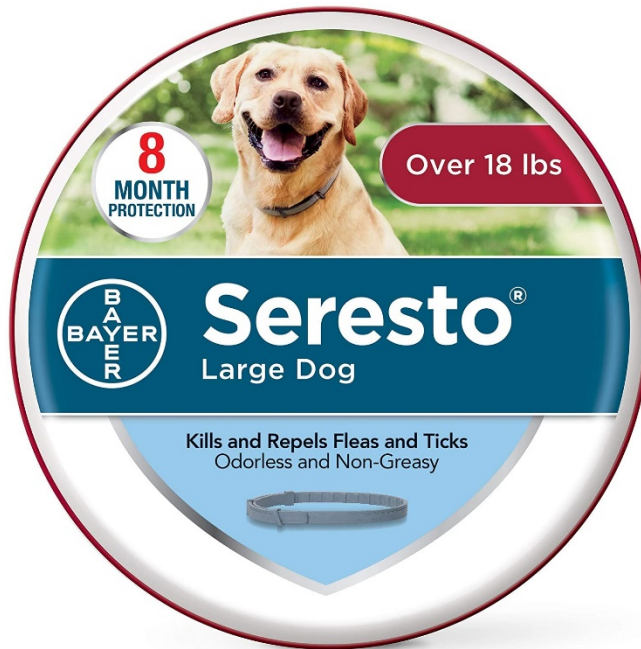 8
MONTH
PROTECTION
Over 18 lbs
BAYER
BAYER
Seresto®
Large Dog
Kills and Repels Fleas and Ticks
Odorless and Non-Greasy